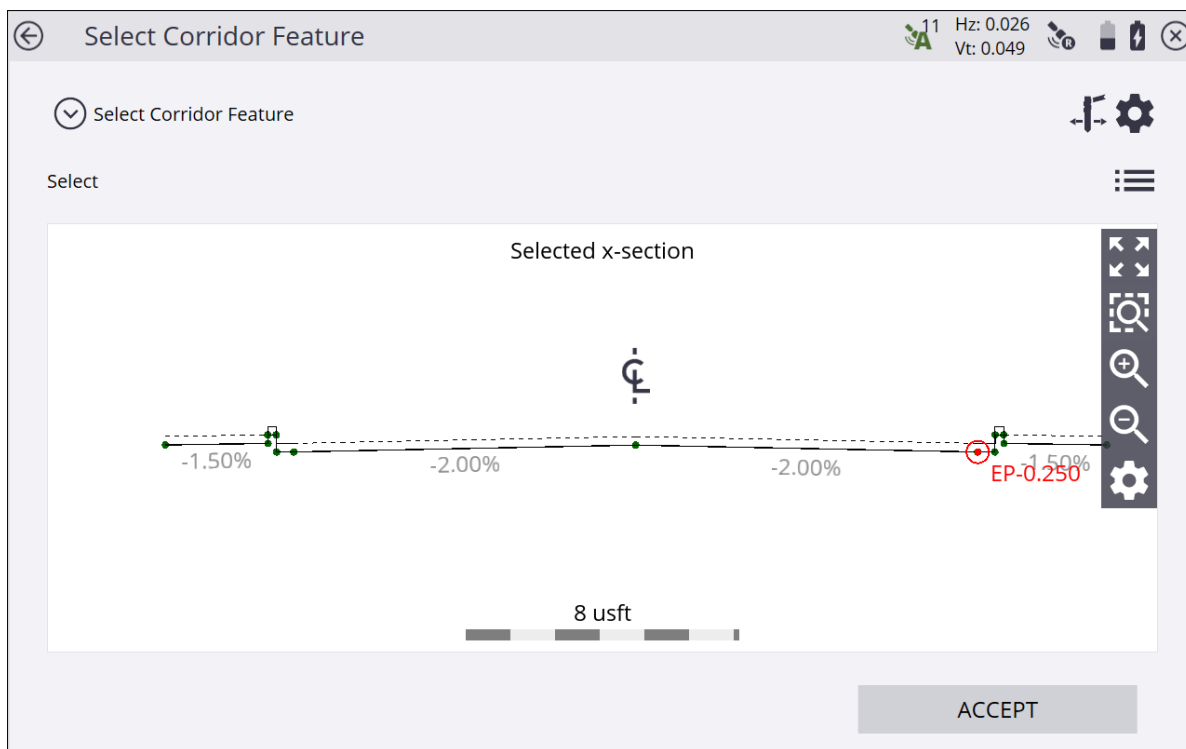 Select Corridor Feature
11
Hz: 0.026
Vt: 0.049
R
A
Select Corridor Feature
Select
Selected x-section
℄
-1.50%
-2.00%
-2.00%
-1.50%
EP-0.250
8 usft
ACCEPT